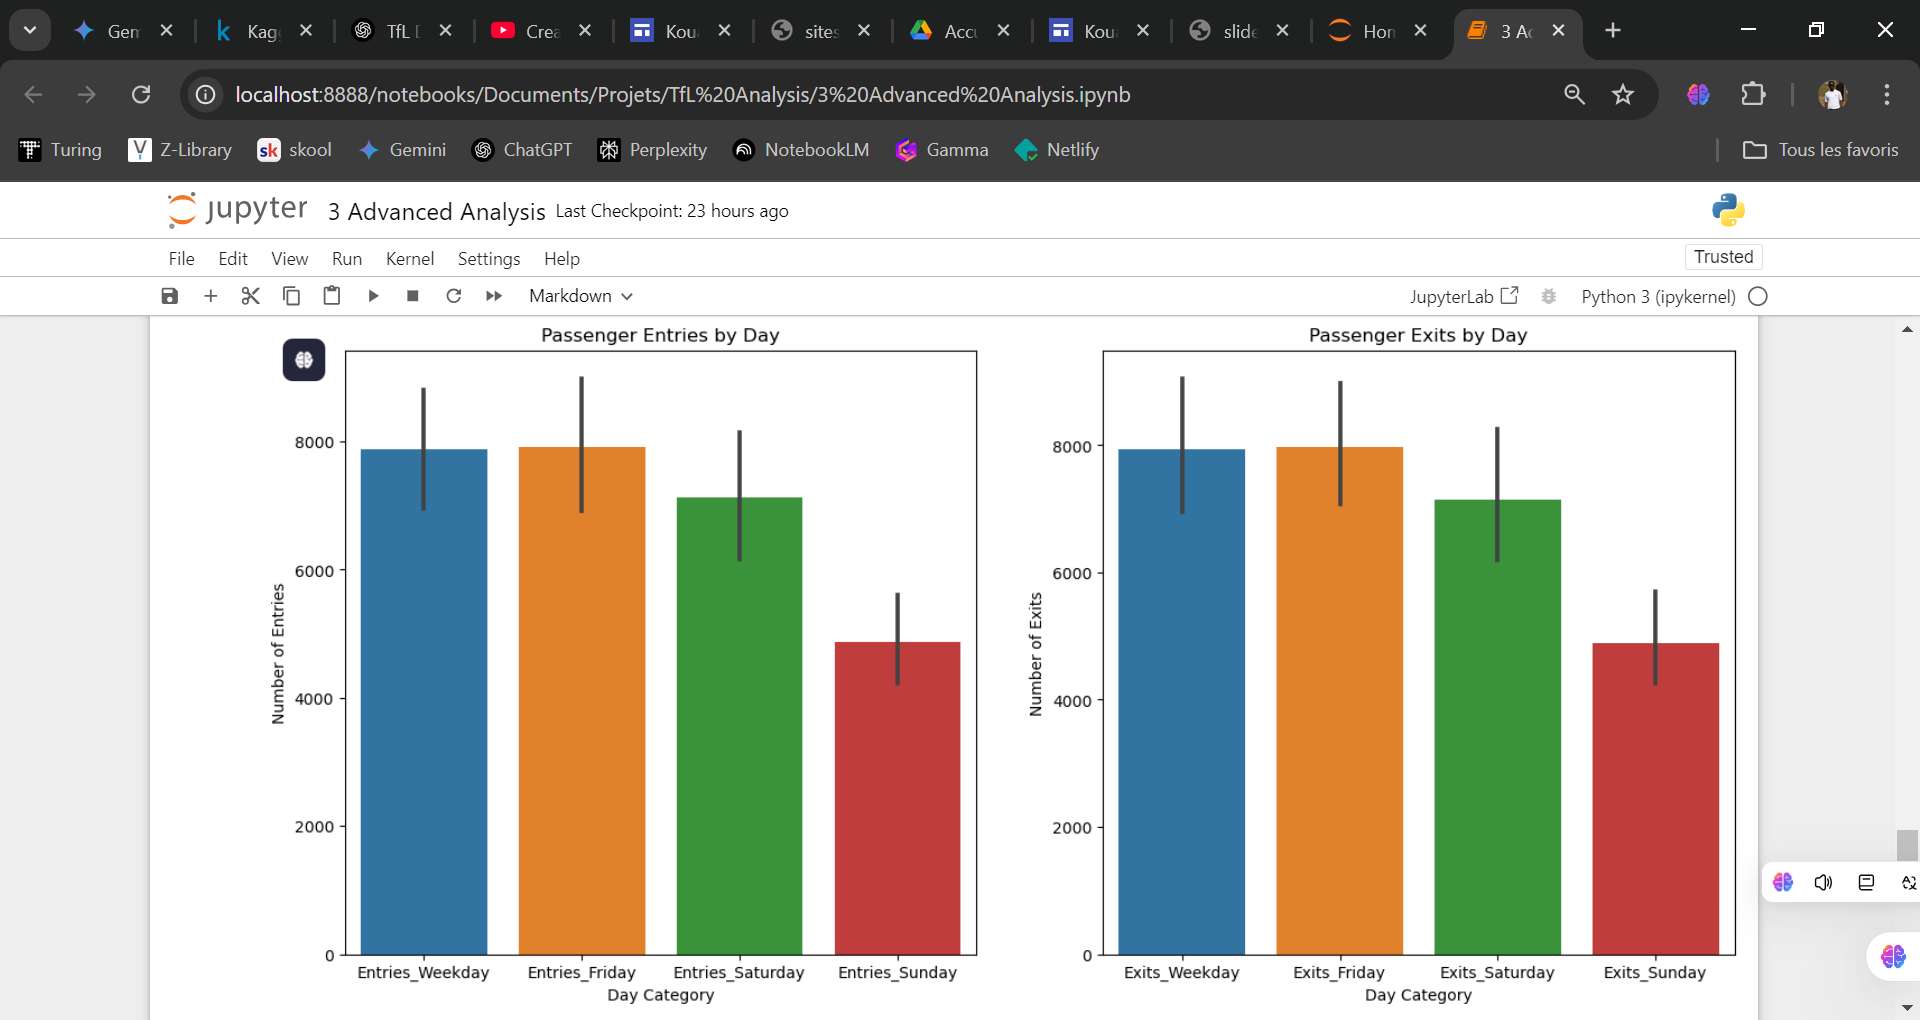 Gen
Kag
TfL D
Crea
Kou
sites
Accu
Kou
slide
Hon
3 Ac
localhost:8888/notebooks/Documents/Projets/TfL%20Analysis/3%20Advanced%20Analysis.ipynb
Turing
Z-Library
sk skool
Gemini
ChatGPT
Perplexity
NotebookLM
Gamma
Netlify
Tous les favoris
jupyter 3 Advanced Analysis Last Checkpoint: 23 hours ago
File Edit View Run Kernel Settings Help
Trusted
Markdown
JupyterLab
Python 3 (ipykernel)
Passenger Entries by Day
8000
6000
4000
2000
0
Number of Entries
Entries_Weekday Entries_Friday Entries_Saturday Entries_Sunday
Day Category
Passenger Exits by Day
8000
6000
4000
2000
0
Number of Exits
Exits_Weekday Exits_Friday Exits_Saturday Exits_Sunday
Day Category